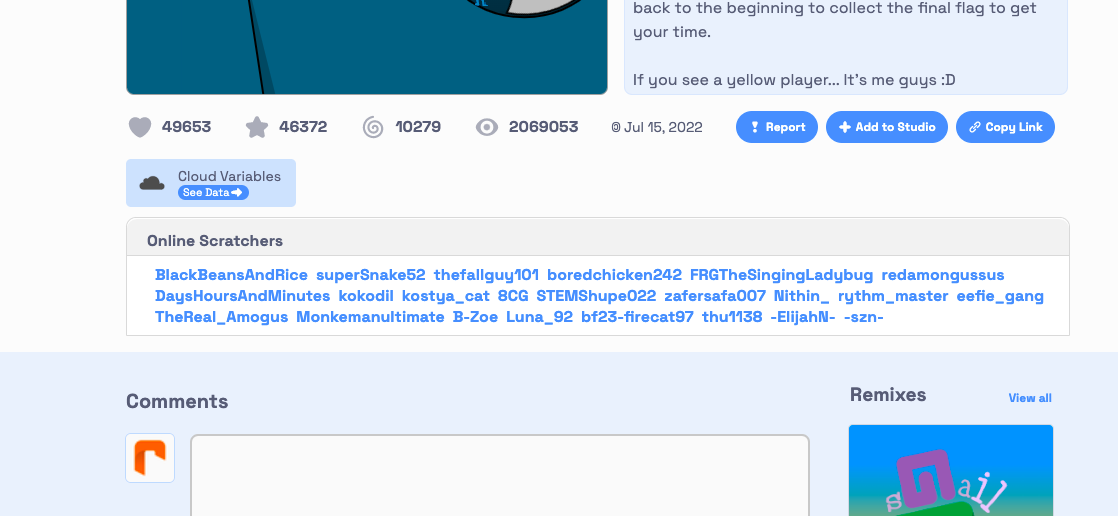 back to the beginning to collect the final flag to get
your time.
If you see a yellow player... It's me guys :D
49653 46372 10279 2069053 © Jul 15, 2022 Report Add to Studio Copy Link
Cloud Variables
See Data
Online Scratchers
BlackBeansAndRice superSnake52 thefallguy101 boredchicken242 FRGTheSingingLadybug redamongussus
DaysHoursAndMinutes kokodil kostya_cat 8CG STEMShupe022 zafersafa007 Nithin_ rythm_master eefie_gang
TheReal_Amogus Monkemanultimate B-Zoe Luna_92 bf23-firecat97 thu1138 -ElijahN- -szn-
Comments
Remixes View all
snail